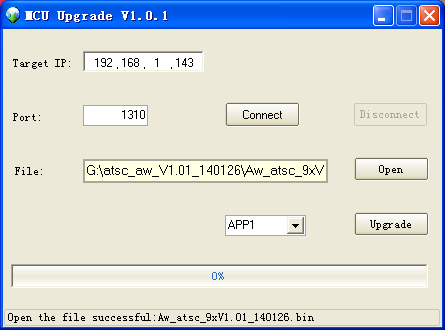 MCU Upgrade V1.0.1
Target IP: 192 .168 . 1 .143
Port: 1310 Connect Disconnect
File: G:\atsc_aw_V1.01_140126\Aw_atsc_9xV Open
APP1 Upgrade
0%
Open the file successful:Aw_atsc_9xV1.01_140126.bin